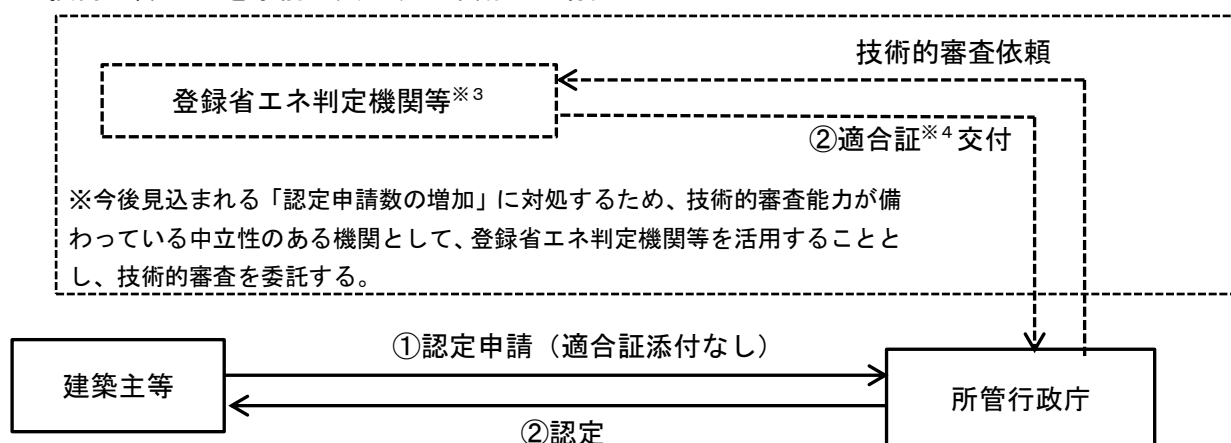 技術的審査依頼
登録省エネ判定機関等※3
②適合証※4交付
※今後見込まれる「認定申請数の増加」に対処するため、技術的審査能力が備
わっている中立性のある機関として、登録省エネ判定機関等を活用することと
し、技術的審査を委託する。
①認定申請（適合証添付なし）
建築主等
所管行政庁
②認定